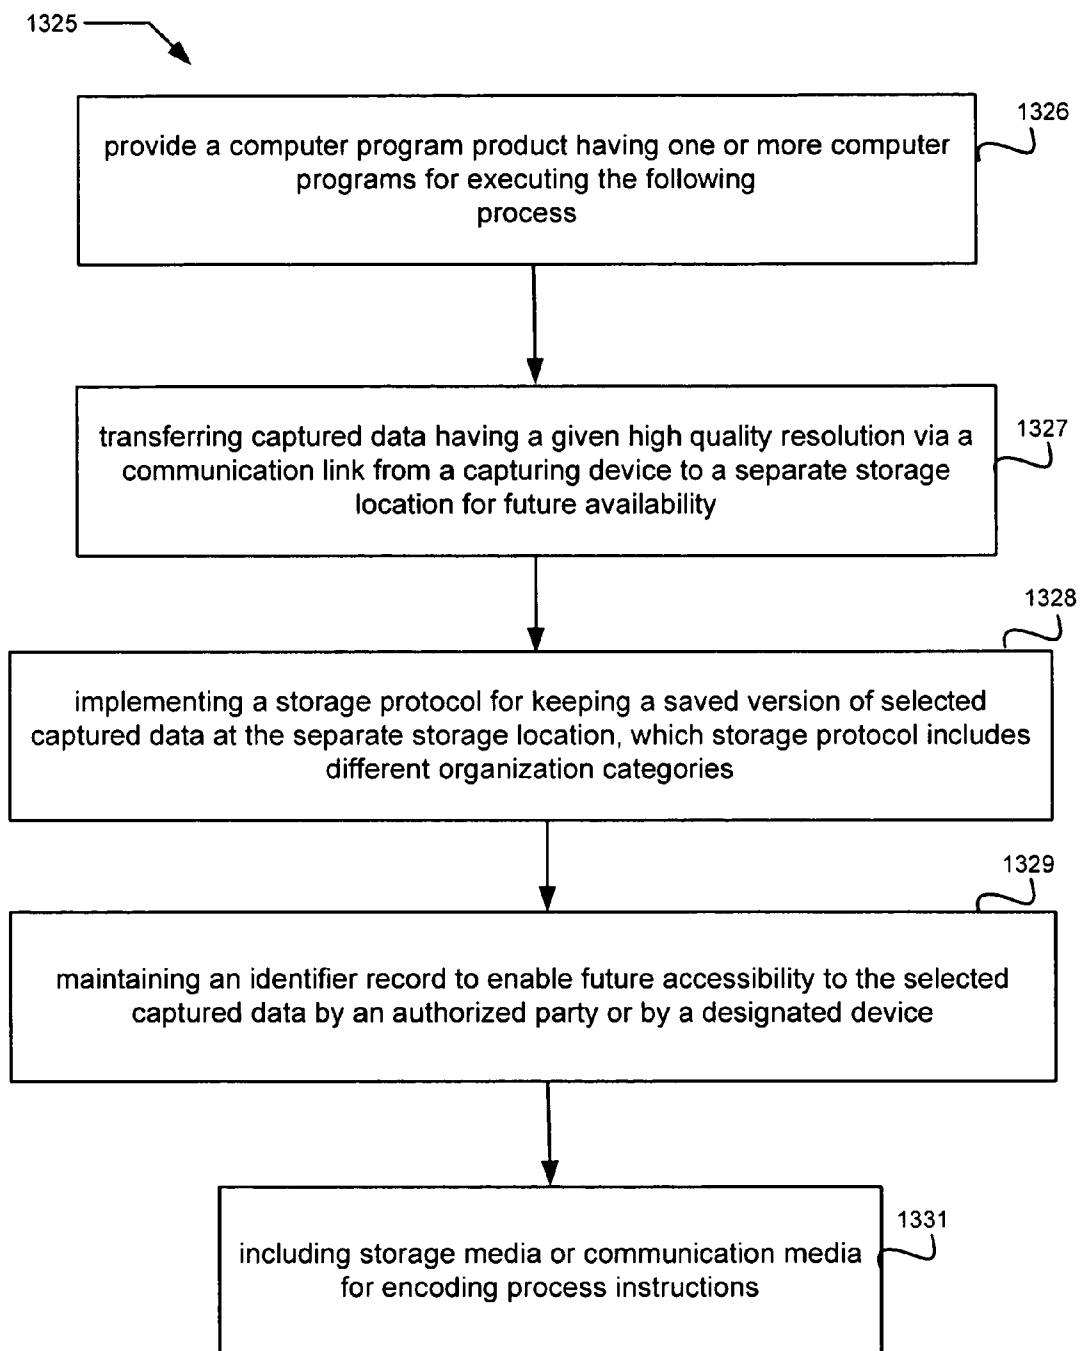 1325
1326
provide a computer program product having one or more computer
programs for executing the following
process
1327
transferring captured data having a given high quality resolution via a
communication link from a capturing device to a separate storage
location for future availability
1328
implementing a storage protocol for keeping a saved version of selected
captured data at the separate storage location, which storage protocol includes
different organization categories
1329
maintaining an identifier record to enable future accessibility to the selected
captured data by an authorized party or by a designated device
1331
including storage media or communication media
for encoding process instructions